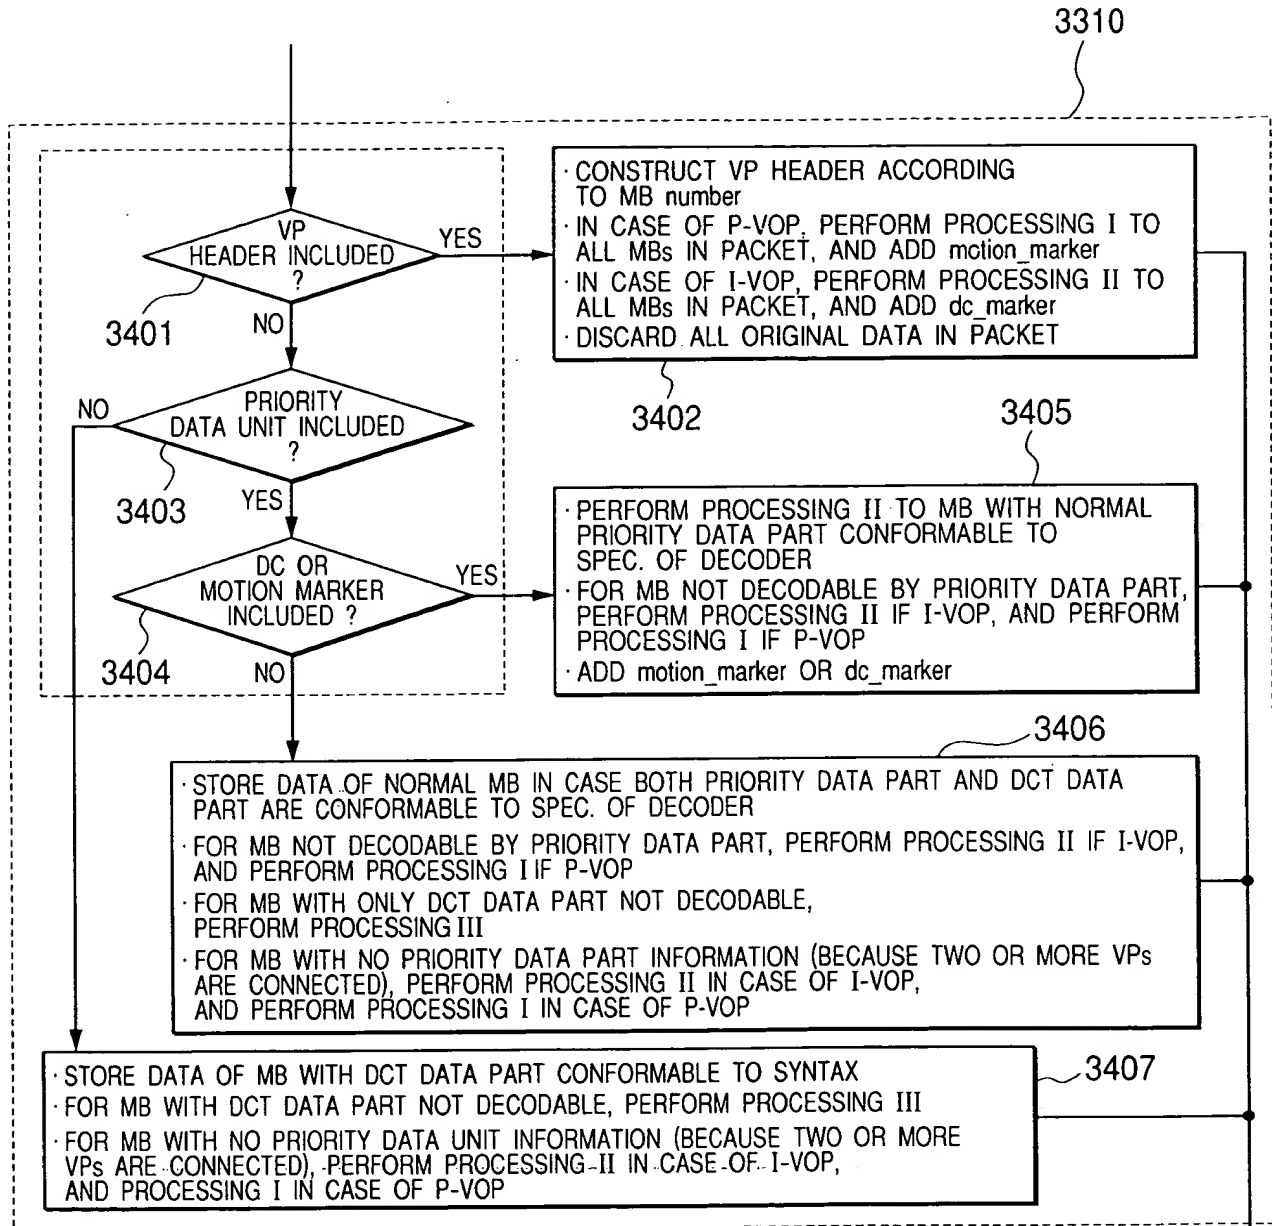 3310
VP
HEADER INCLUDED
?
YES
3401
NO
· CONSTRUCT VP HEADER ACCORDING
TO MB number
· IN CASE OF P-VOP, PERFORM PROCESSING I TO
ALL MBs IN PACKET, AND ADD motion_marker
· IN CASE OF I-VOP, PERFORM PROCESSING II TO
ALL MBs IN PACKET, AND ADD dc_marker
· DISCARD ALL ORIGINAL DATA IN PACKET
3402
NO
PRIORITY
DATA UNIT INCLUDED
?
3403
YES
3405
DC OR
MOTION MARKER
INCLUDED ?
YES
3404
NO
· PERFORM PROCESSING II TO MB WITH NORMAL
PRIORITY DATA PART CONFORMABLE TO
SPEC. OF DECODER
· FOR MB NOT DECODABLE BY PRIORITY DATA PART,
PERFORM PROCESSING II IF I-VOP, AND PERFORM
PROCESSING I IF P-VOP
· ADD motion_marker OR dc_marker
3406
· STORE DATA OF NORMAL MB IN CASE BOTH PRIORITY DATA PART AND DCT DATA
PART ARE CONFORMABLE TO SPEC. OF DECODER
· FOR MB NOT DECODABLE BY PRIORITY DATA PART, PERFORM PROCESSING II IF I-VOP,
AND PERFORM PROCESSING I IF P-VOP
· FOR MB WITH ONLY DCT DATA PART NOT DECODABLE,
PERFORM PROCESSING III
· FOR MB WITH NO PRIORITY DATA PART INFORMATION (BECAUSE TWO OR MORE VPs
ARE CONNECTED), PERFORM PROCESSING II IN CASE OF I-VOP,
AND PERFORM PROCESSING I IN CASE OF P-VOP
3407
· STORE DATA OF MB WITH DCT DATA PART CONFORMABLE TO SYNTAX
· FOR MB WITH DCT DATA PART NOT DECODABLE, PERFORM PROCESSING III
· FOR MB WITH NO PRIORITY DATA UNIT INFORMATION (BECAUSE TWO OR MORE
VPs ARE CONNECTED), PERFORM PROCESSING II IN CASE OF I-VOP,
AND PROCESSING I IN CASE OF P-VOP